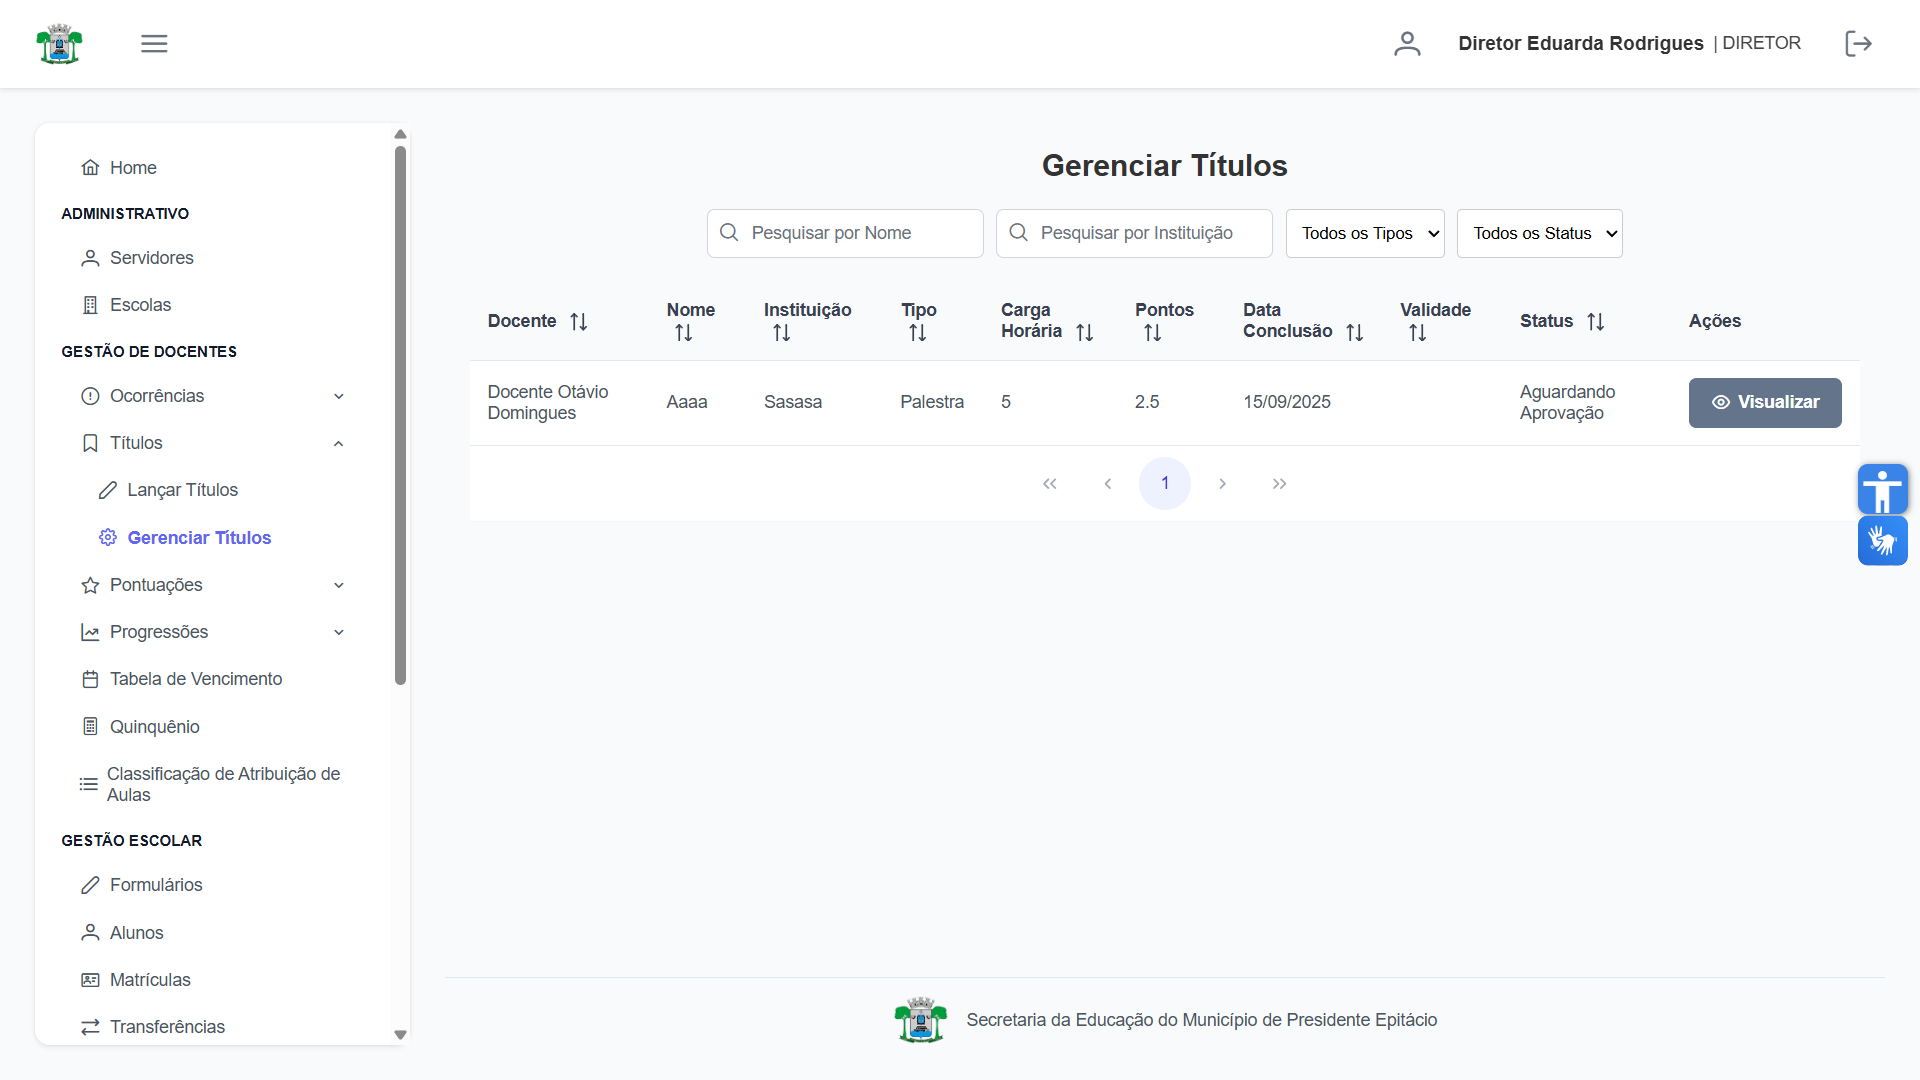 Diretor Eduarda Rodrigues | DIRETOR
Home
ADMINISTRATIVO
Servidores
Escolas
GESTÃO DE DOCENTES
Ocorrências
Títulos
Lançar Títulos
Gerenciar Títulos
Pontuações
Progressões
Tabela de Vencimento
Quinquênio
Classificação de Atribuição de
Aulas
GESTÃO ESCOLAR
Formulários
Alunos
Matrículas
Transferências
Gerenciar Títulos
Pesquisar por Nome
Pesquisar por Instituição
Todos os Tipos
Todos os Status
Docente
Nome
Instituição
Tipo
Carga
Horária
Pontos
Data
Conclusão
Validade
Status
Ações
Docente Otávio
Domingues
Aaaa
Sasasa
Palestra
5
2.5
15/09/2025
Aguardando
Aprovação
Visualizar
1
Secretaria da Educação do Município de Presidente Epitácio